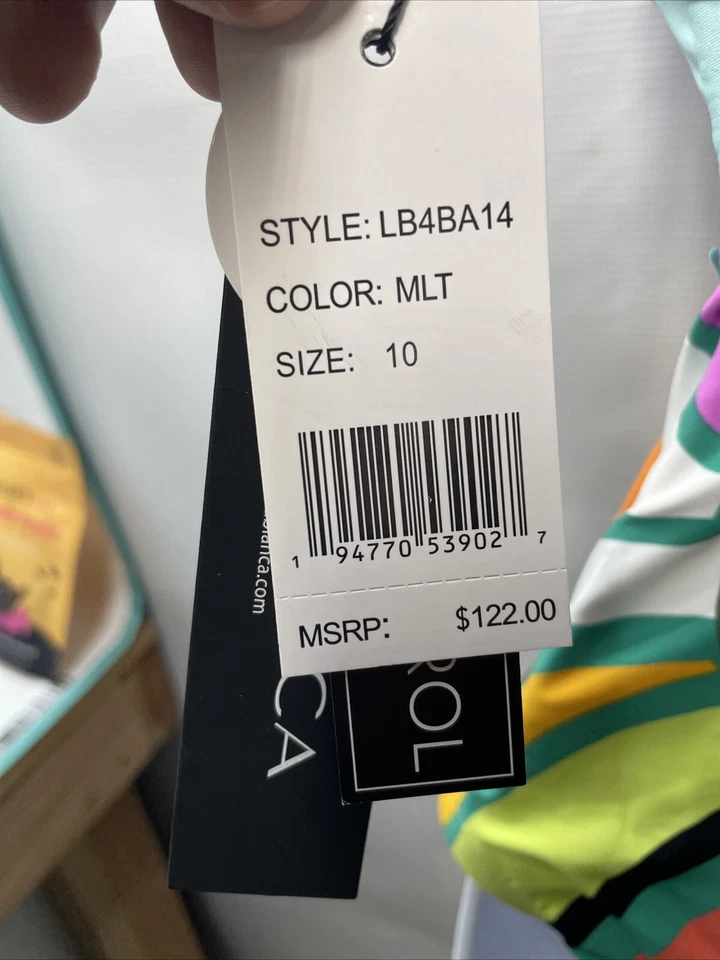 STYLE: LB4BA14
COLOR: MLT
SIZE: 10
1 94770 53902 7
MSRP: $122.00
ROL
CA